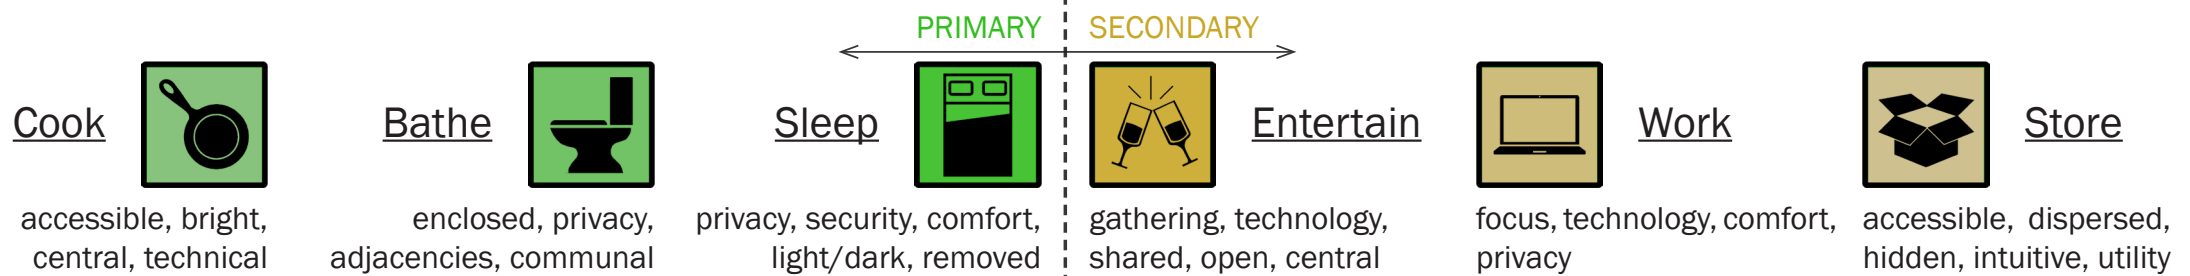 PRIMARY SECONDARY
Cook
accessible, bright,
central, technical
Bathe
enclosed, privacy,
adjacencies, communal
Sleep
privacy, security, comfort,
light/dark, removed
Entertain
gathering, technology,
shared, open, central
Work
focus, technology, comfort,
privacy
Store
accessible, dispersed,
hidden, intuitive, utility